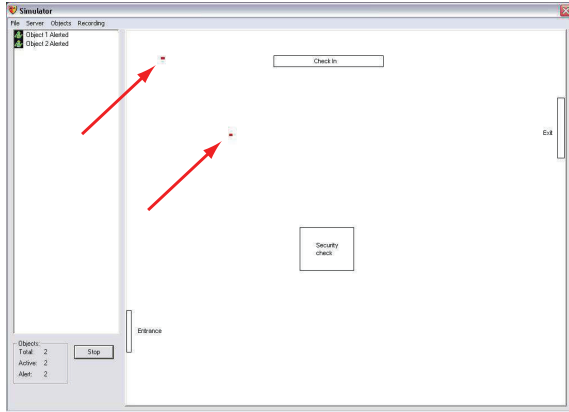 Simulator
File Server Objects Recording
Object 1 Alerted
Object 2 Alerted
Check In
Exit
Security
check
Entrance
Objects:
Total: 2
Active: 2
Alert: 2
Stop